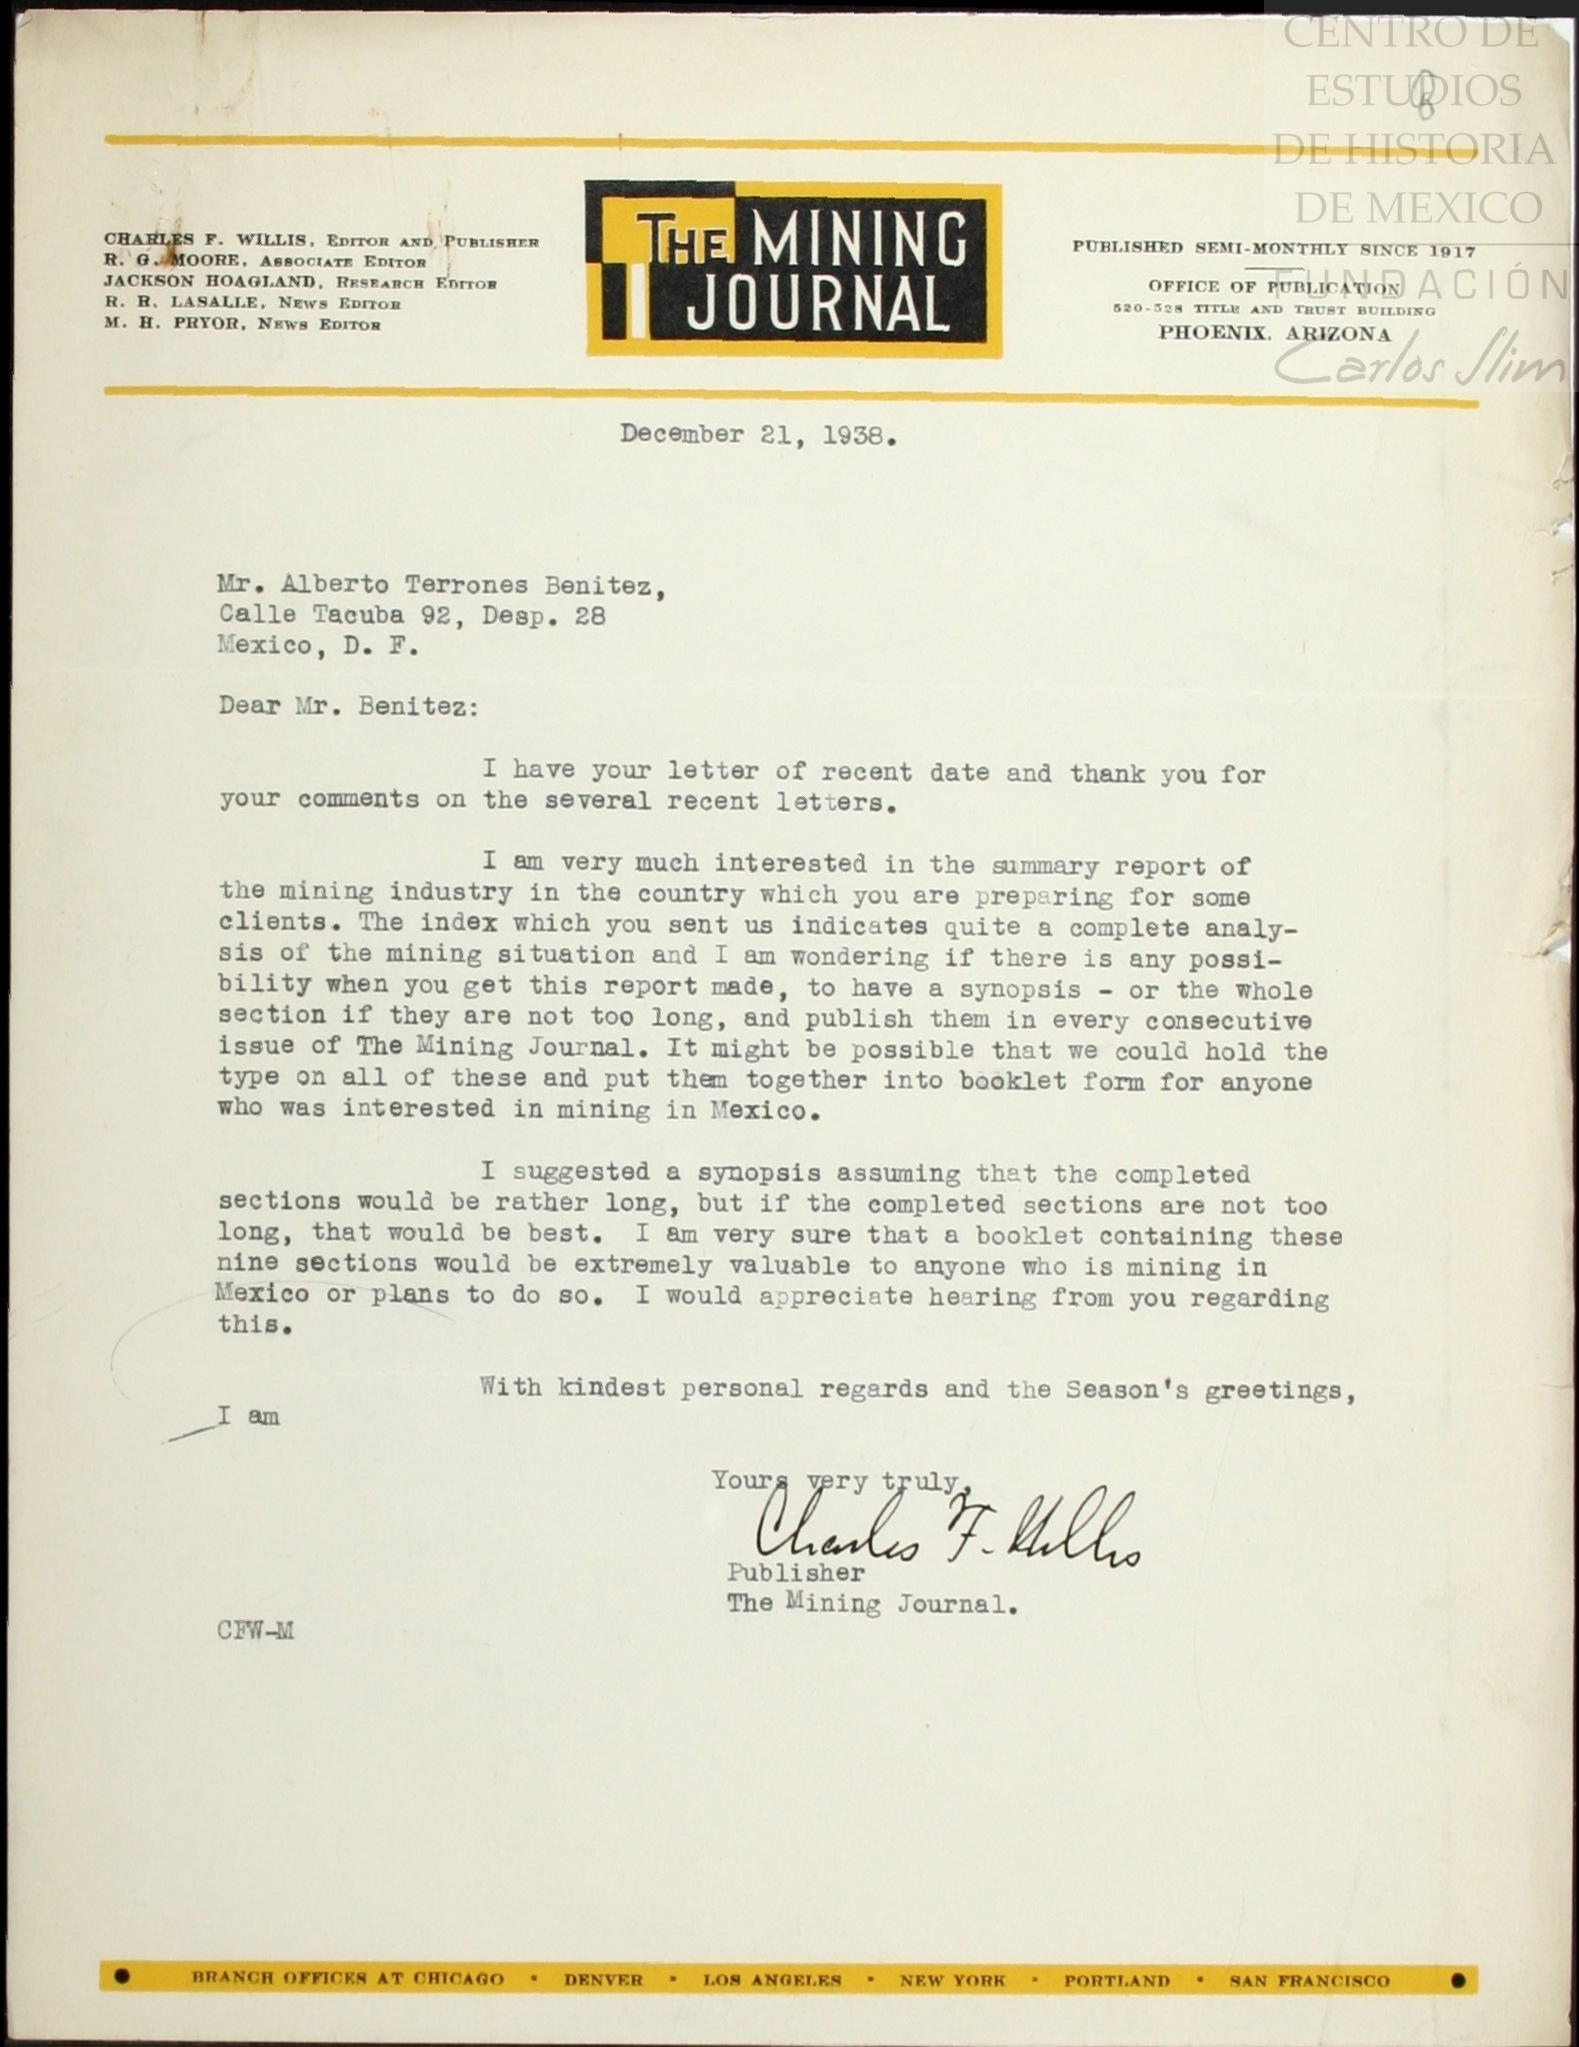 CENTRO DE
ESTUDIOS
DE HISTORIA
DE MEXICO
FUNDACIÓN
Carlos Slim
CHARLES F. WILLIS, EDITOR AND PUBLISHER
R. G. MOORE, ASSOCIATE EDITOR
JACKSON HOAGLAND, RESEARCH EDITOR
R. R. LASALLE, NEWS EDITOR
M. H. PRYOR, NEWS EDITOR
THE MINING
JOURNAL
PUBLISHED SEMI-MONTHLY SINCE 1917
OFFICE OF PUBLICATION
520-528 TITLE AND TRUST BUILDING
PHOENIX, ARIZONA
December 21, 1938.
Mr. Alberto Terrones Benitez,
Calle Tacuba 92, Desp. 28
Mexico, D. F.
Dear Mr. Benitez:
I have your letter of recent date and thank you for
your comments on the several recent letters.
I am very much interested in the summary report of
the mining industry in the country which you are preparing for some
clients. The index which you sent us indicates quite a complete analy-
sis of the mining situation and I am wondering if there is any possi-
bility when you get this report made, to have a synopsis - or the whole
section if they are not too long, and publish them in every consecutive
issue of The Mining Journal. It might be possible that we could hold the
type on all of these and put them together into booklet form for anyone
who was interested in mining in Mexico.
I suggested a synopsis assuming that the completed
sections would be rather long, but if the completed sections are not too
long, that would be best. I am very sure that a booklet containing these
nine sections would be extremely valuable to anyone who is mining in
Mexico or plans to do so. I would appreciate hearing from you regarding
this.
With kindest personal regards and the Season's greetings,
I am
Yours very truly,
Charles F. Willis
Publisher
The Mining Journal.
CFW-M
BRANCH OFFICES AT CHICAGO • DENVER • LOS ANGELES • NEW YORK • PORTLAND • SAN FRANCISCO